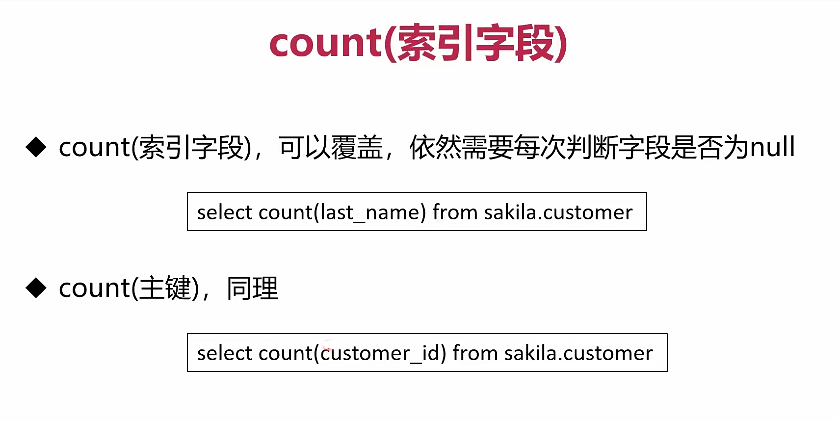 count(索引字段)
◆ count(索引字段)，可以覆盖，依然需要每次判断字段是否为null
select count(last_name) from sakila.customer
◆ count(主键)，同理
select count(customer_id) from sakila.customer